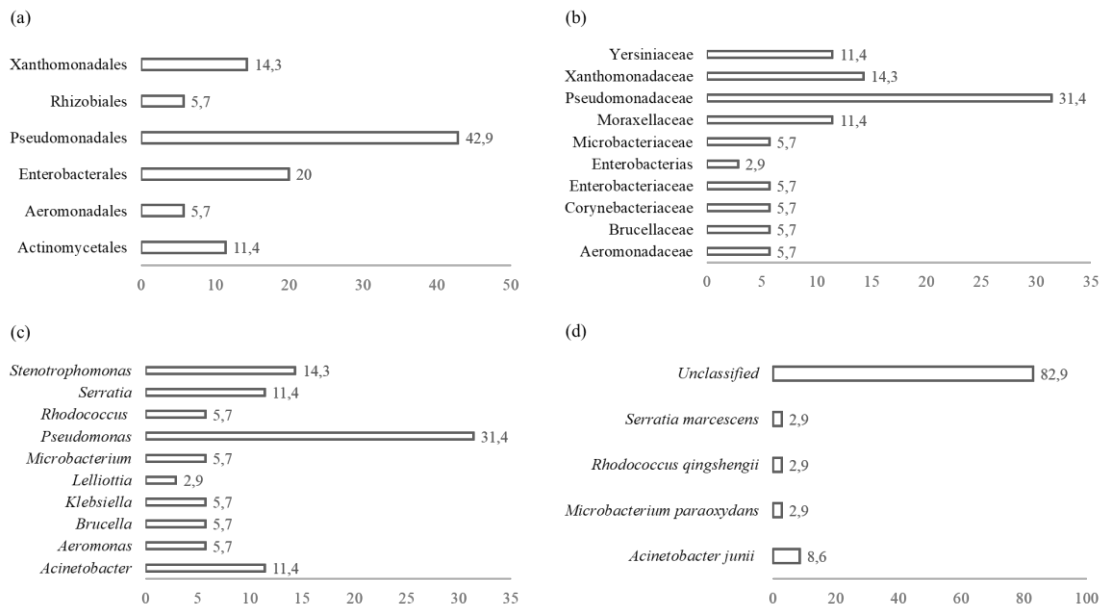 (a)
Xanthomonadales 14,3
Rhizobiales 5,7
Pseudomonadales 42,9
Enterobacterales 20
Aeromonadales 5,7
Actinomycetales 11,4
0 10 20 30 40 50
(b)
Yersiniaceae 11,4
Xanthomonadaceae 14,3
Pseudomonadaceae 31,4
Moraxellaceae 11,4
Microbacteriaceae 5,7
Enterobacterias 2,9
Enterobacteriaceae 5,7
Corynebacteriaceae 5,7
Brucellaceae 5,7
Aeromonadaceae 5,7
0 5 10 15 20 25 30 35
(c)
Stenotrophomonas 14,3
Serratia 11,4
Rhodococcus 5,7
Pseudomonas 31,4
Microbacterium 5,7
Lelliottia 2,9
Klebsiella 5,7
Brucella 5,7
Aeromonas 5,7
Acinetobacter 11,4
0 5 10 15 20 25 30 35
(d)
Unclassified 82,9
Serratia marcescens 2,9
Rhodococcus qingshengii 2,9
Microbacterium paraoxydans 2,9
Acinetobacter junii 8,6
0 20 40 60 80 100